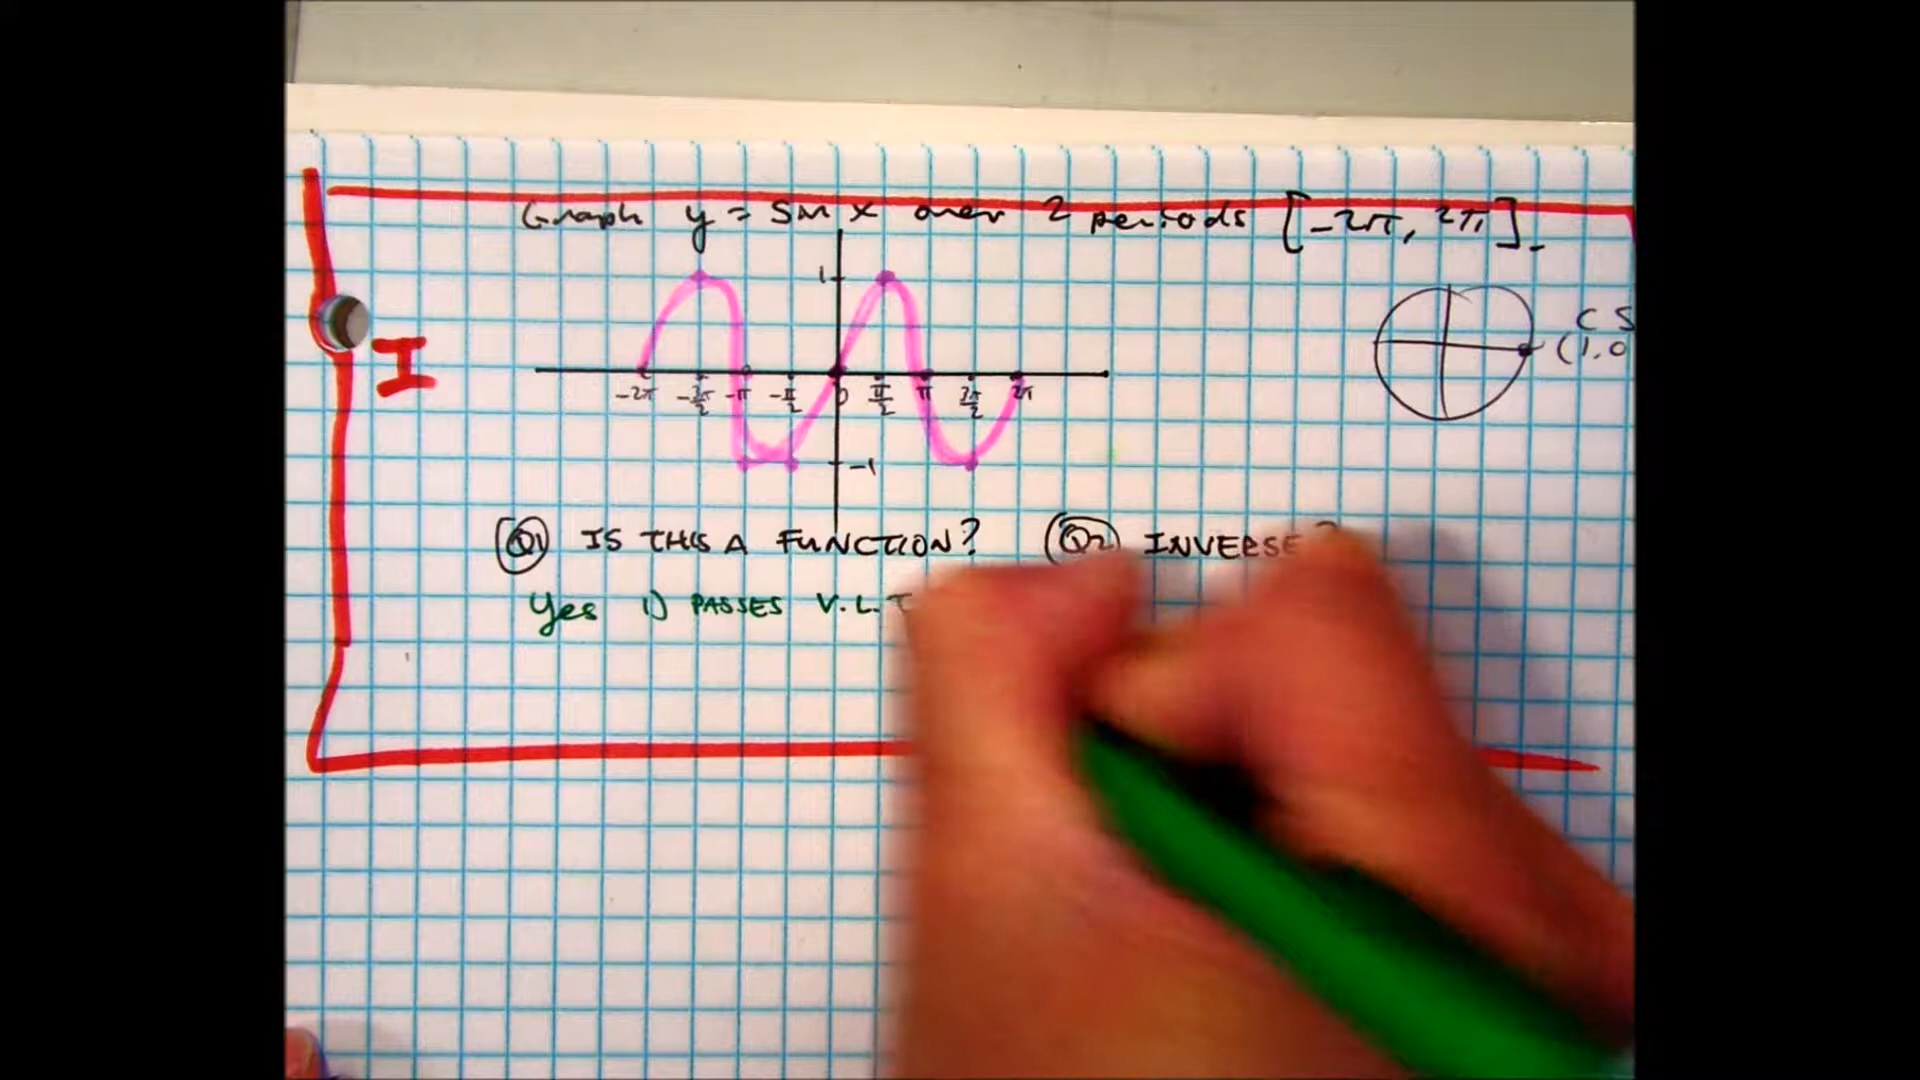 Graph y = sin x over 2 periods [-2π, 2π].
1
C S
(1.0
I
-2π -3π/2 -π -π/2 0 π/2 π 3π/2 2π
-1
Q1 IS THIS A FUNCTION? Q2 INVERSE?
Yes 1) PASSES V.L.T